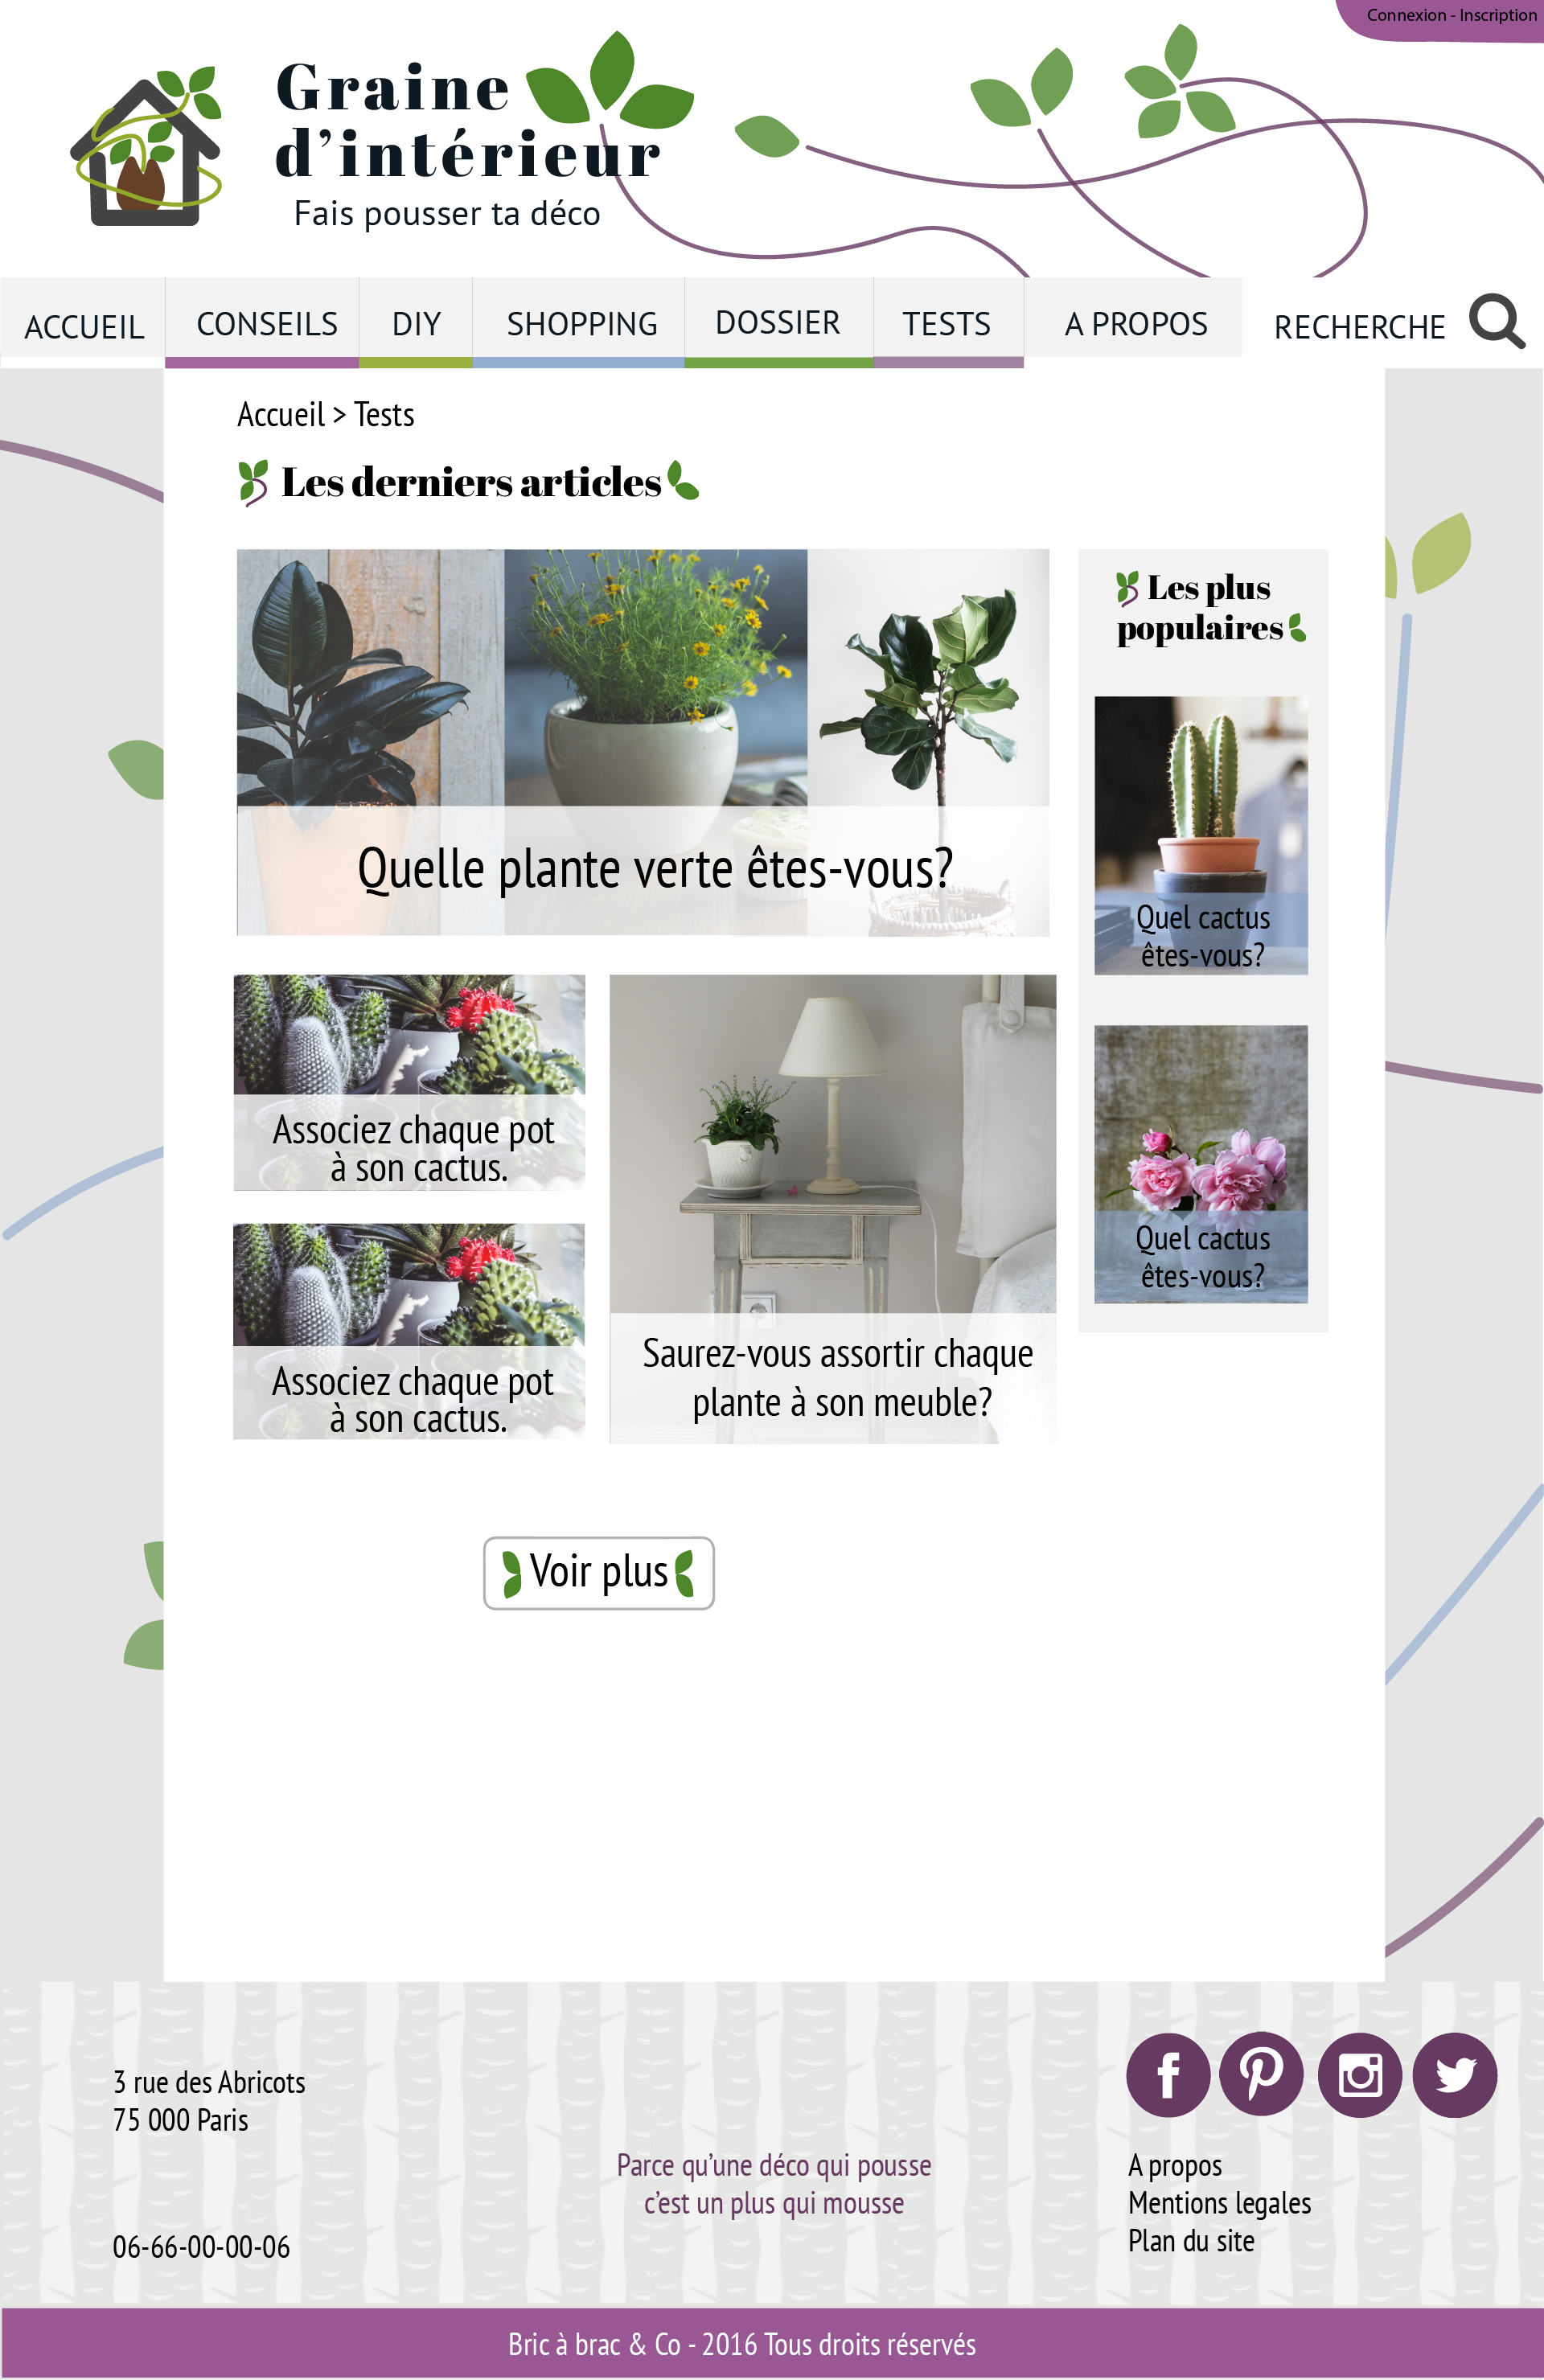 Connexion - Inscription
Graine
d’intérieur
Fais pousser ta déco
ACCUEIL
CONSEILS
DIY
SHOPPING
DOSSIER
TESTS
A PROPOS
RECHERCHE
Accueil > Tests
Les derniers articles
Quelle plante verte êtes-vous?
Associez chaque pot
à son cactus.
Associez chaque pot
à son cactus.
Saurez-vous assortir chaque
plante à son meuble?
Les plus
populaires
Quel cactus
êtes-vous?
Quel cactus
êtes-vous?
Voir plus
3 rue des Abricots
75 000 Paris
06-66-00-00-06
Parce qu’une déco qui pousse
c’est un plus qui mousse
A propos
Mentions legales
Plan du site
Bric à brac & Co - 2016 Tous droits réservés